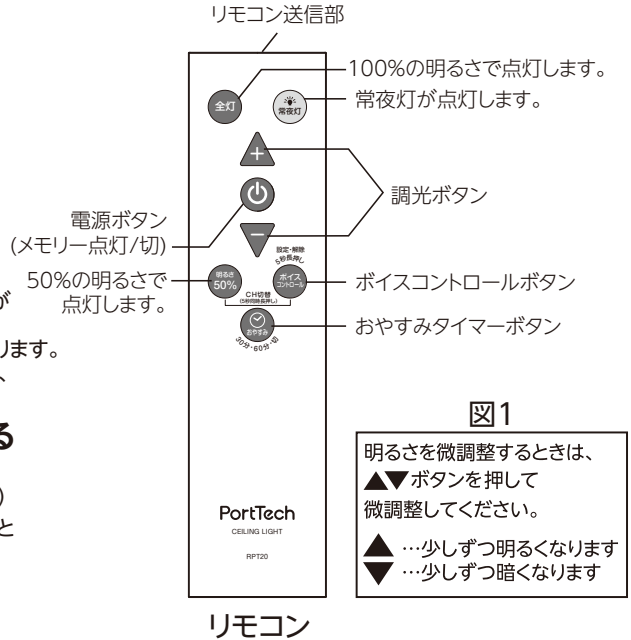 リモコン送信部
100%の明るさで点灯します。
全灯
常夜灯
常夜灯が点灯します。
+
調光ボタン
電源ボタン
(メモリー点灯/切)
−
設定・解除
5秒長押し
50%の明るさで
点灯します。
明るさ
50%
ボイス
コントロール
ボイスコントロールボタン
CH切替
(5秒同時長押し)
おやすみ
おやすみタイマーボタン
30分・60分・切
が
ります。
、
る
)
と
図1
明るさを微調整するときは、
▲▼ボタンを押して
微調整してください。
▲ …少しずつ明るくなります
▼ …少しずつ暗くなります
PortTech
CEILING LIGHT
RPT20
リモコン